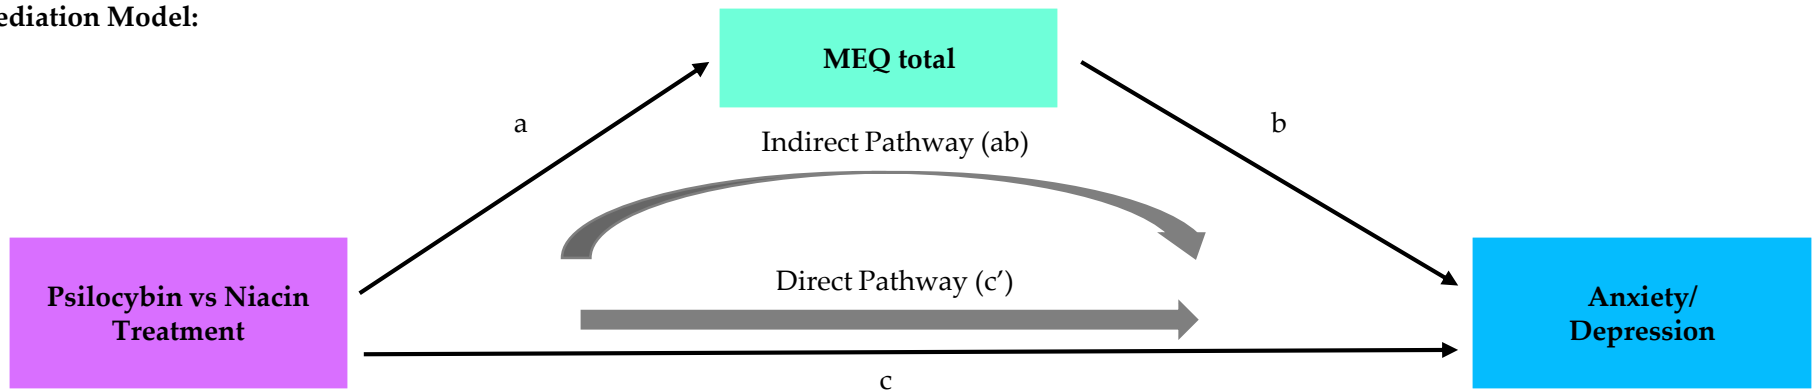 ediation Model:
MEQ total
a
b
Indirect Pathway (ab)
Direct Pathway (c’)
Psilocybin vs Niacin
Treatment
Anxiety/
Depression
c